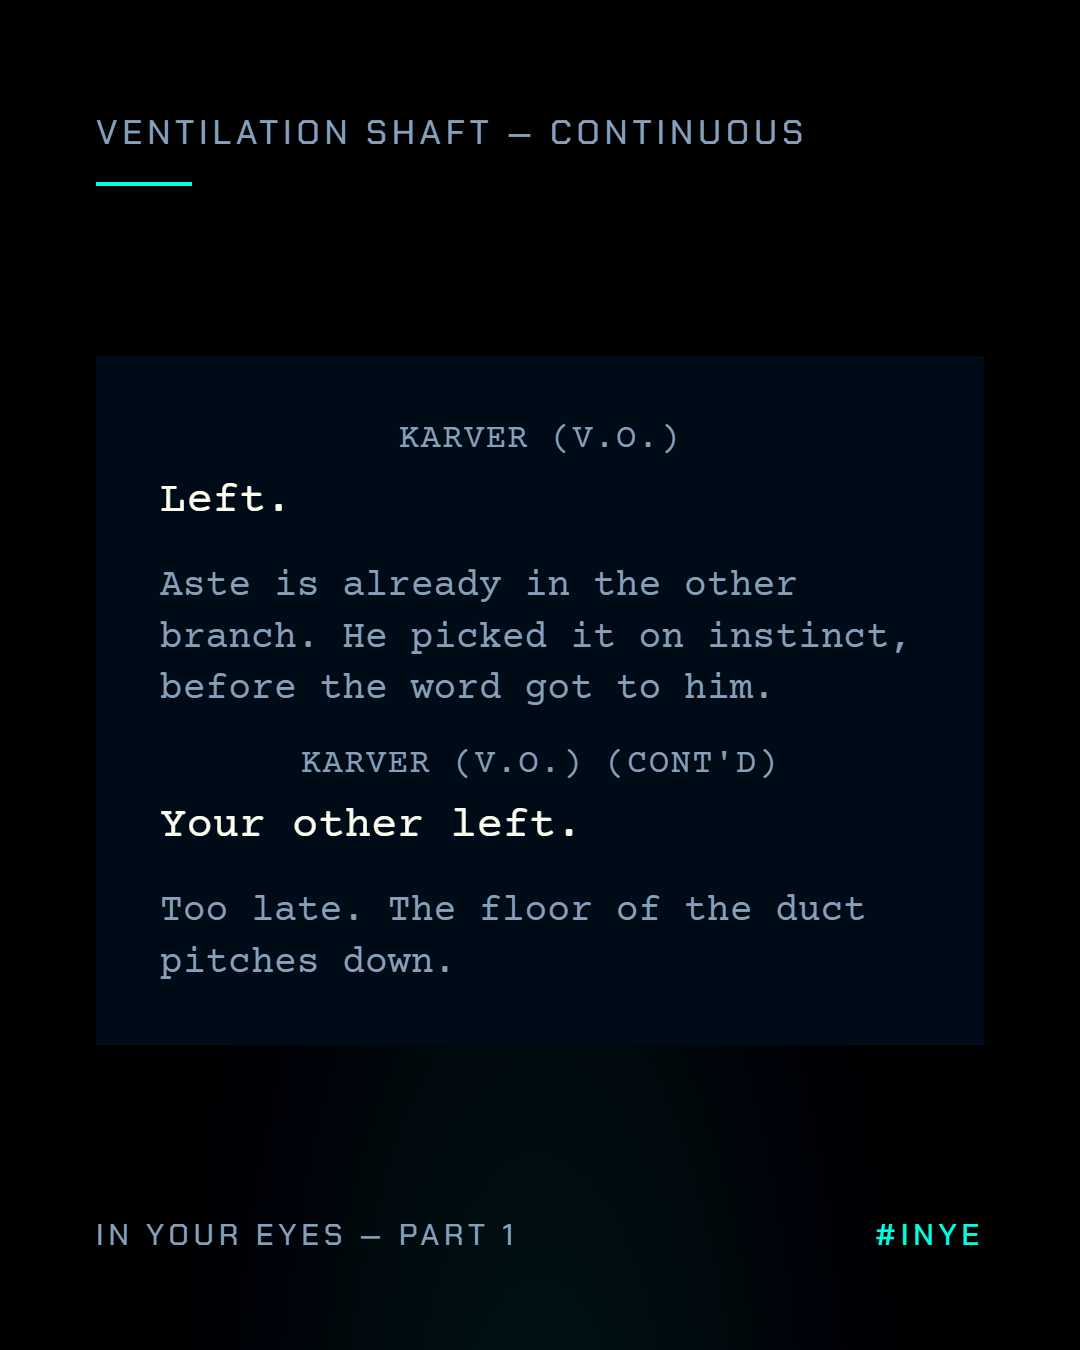 VENTILATION SHAFT — CONTINUOUS
KARVER (V.O.)
Left.
Aste is already in the other
branch. He picked it on instinct,
before the word got to him.
KARVER (V.O.) (CONT'D)
Your other left.
Too late. The floor of the duct
pitches down.
IN YOUR EYES — PART 1
#INYE